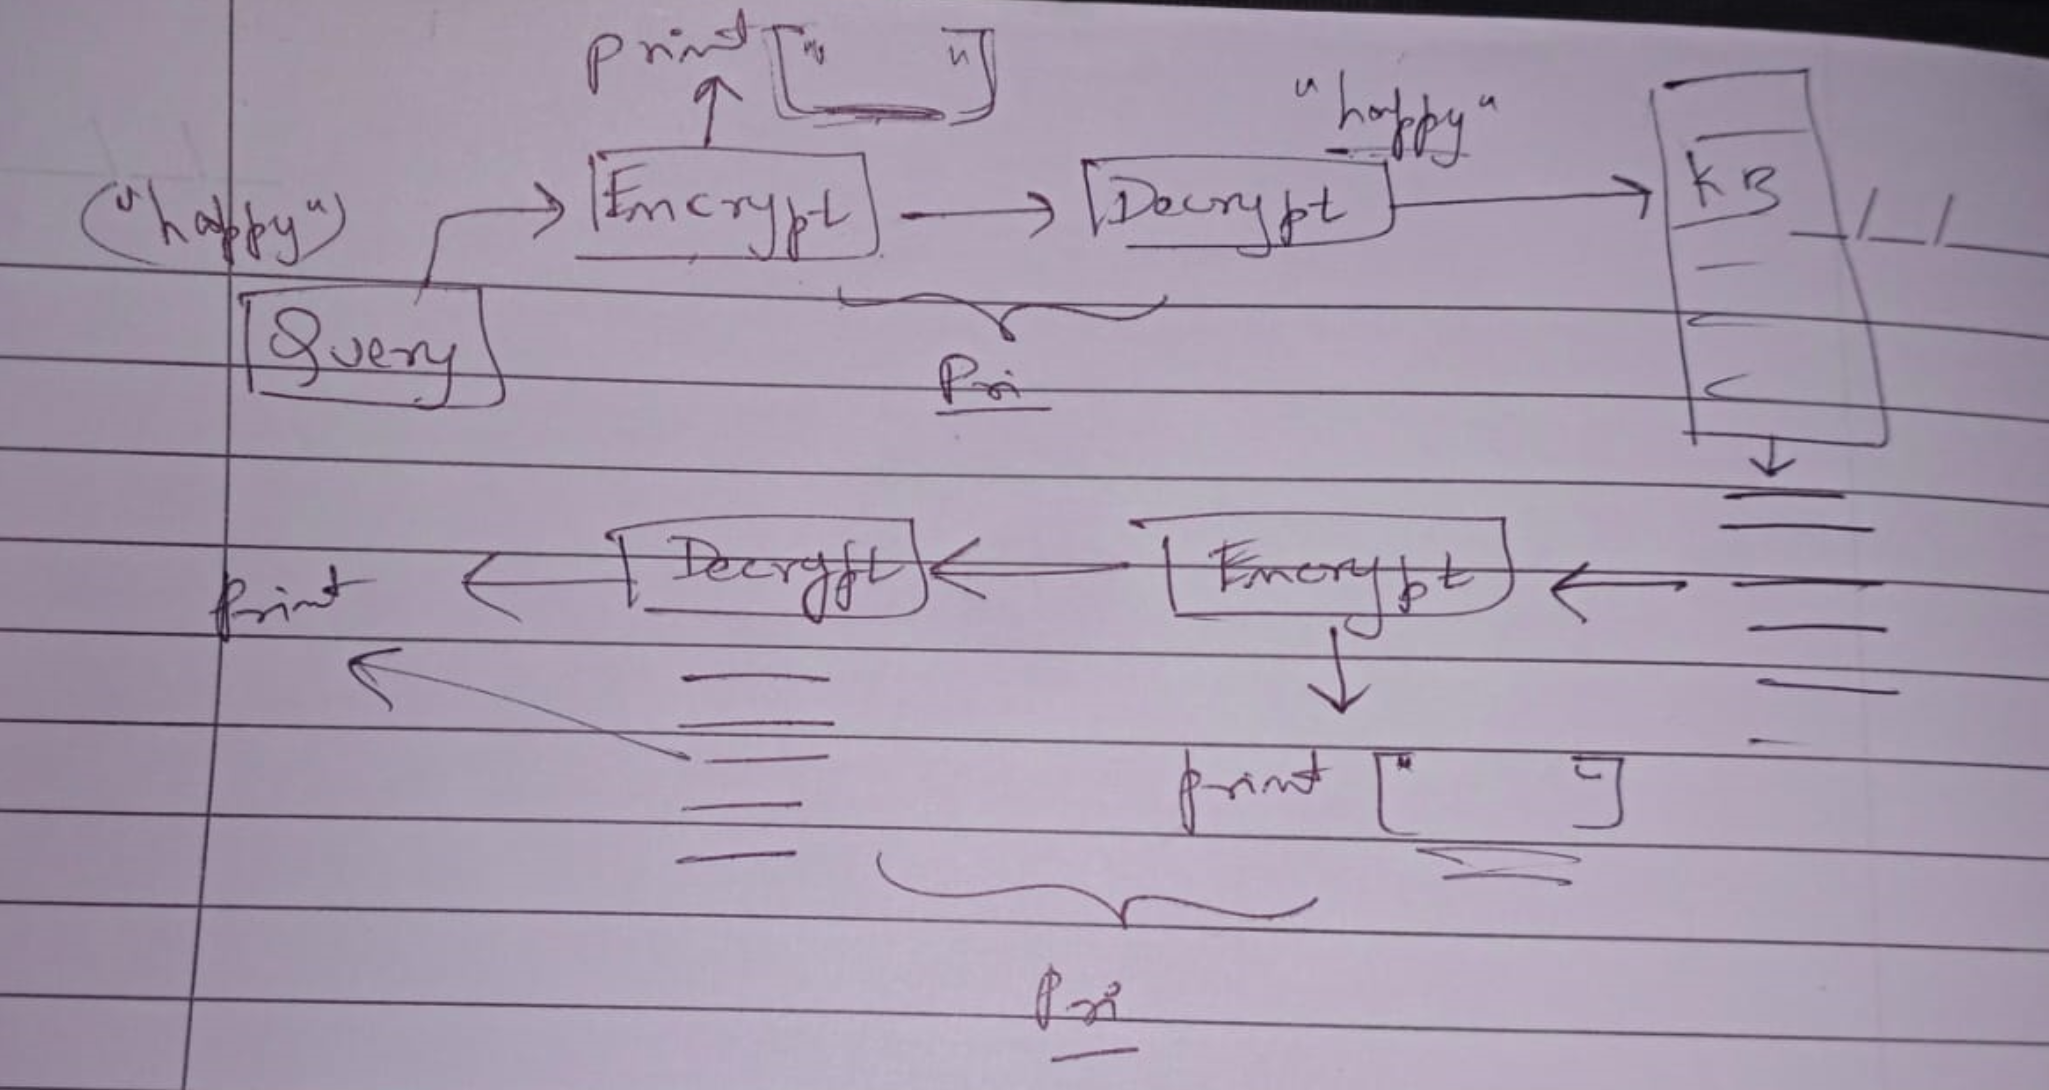 print [" "]
"happy"
("happy")
Encrypt
Decrypt
KB
Query
Pri
Decrypt
Encrypt
print
print [" "]
Pri